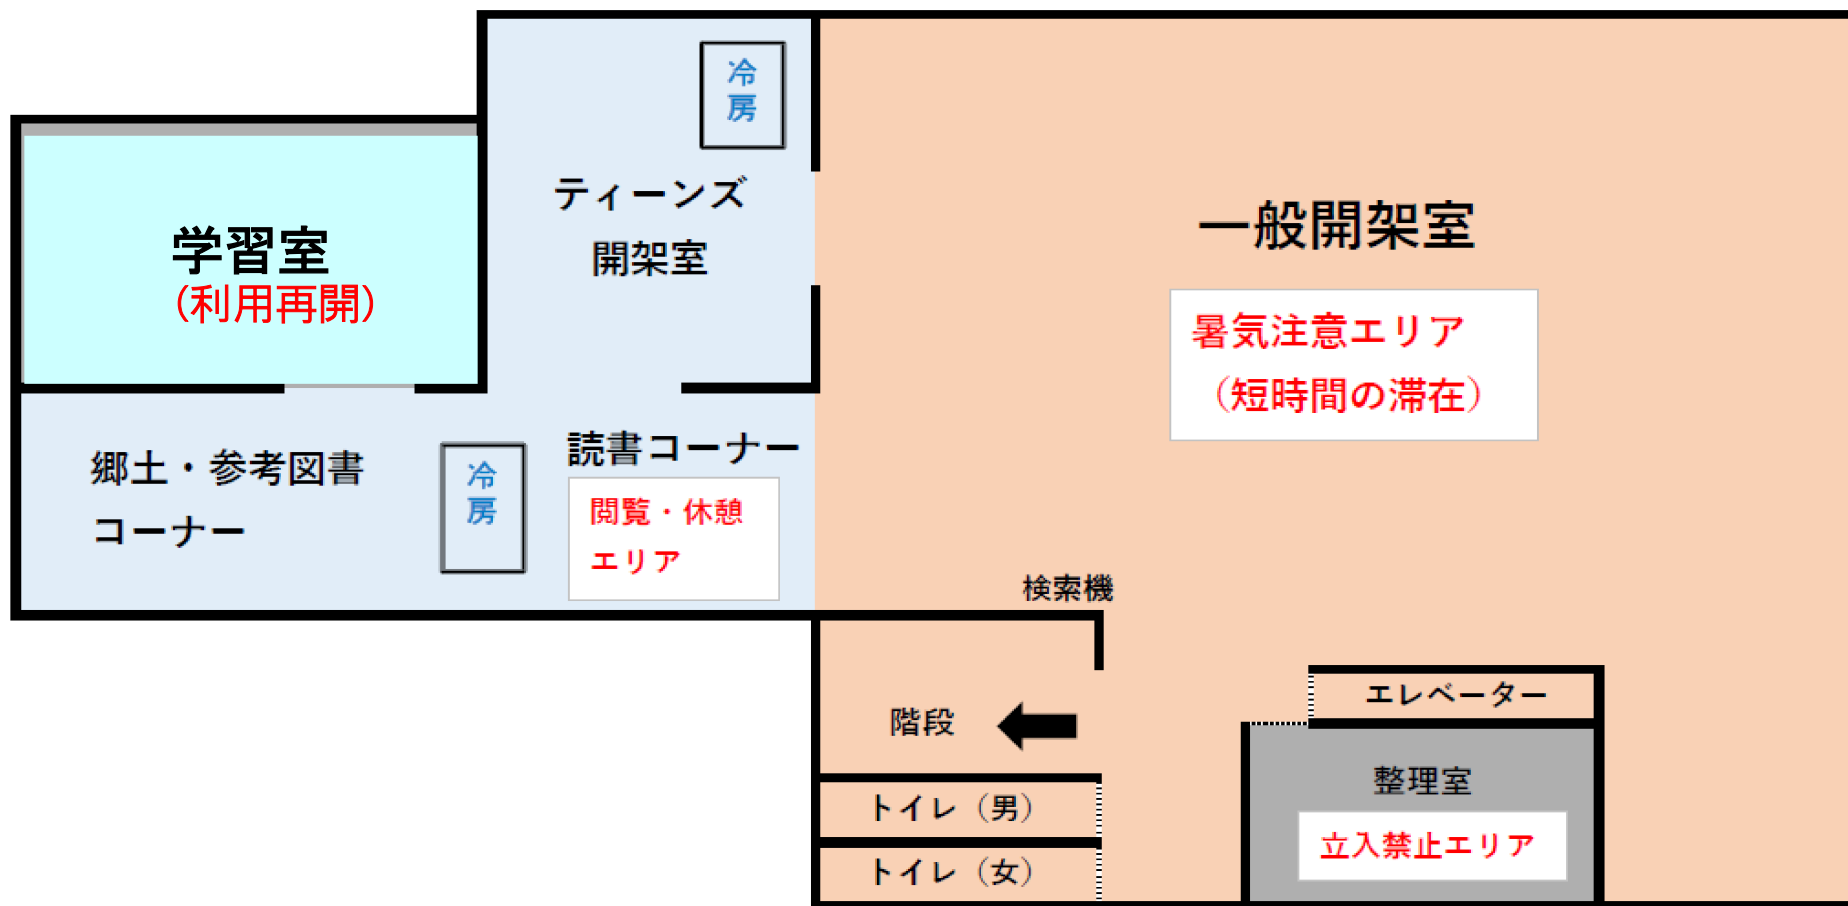 冷
房
ティーンズ
開架室
一般開架室
学習室
(利用再開)
暑気注意エリア
（短時間の滞在）
郷土・参考図書
コーナー
冷
房
読書コーナー
閲覧・休憩
エリア
検索機
エレベーター
階段
整理室
トイレ（男）
立入禁止エリア
トイレ（女）